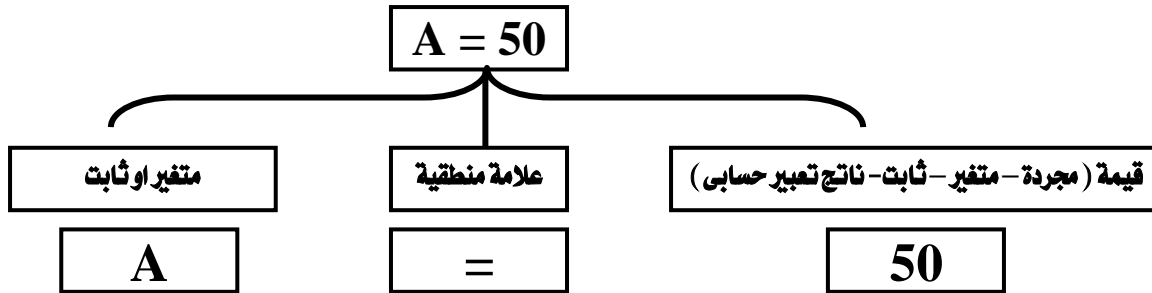 A = 50
متغير او ثابت
علامة منطقية
قيمة ( مجردة – متغير – ثابت - ناتج تعبير حسابى )
A
=
50